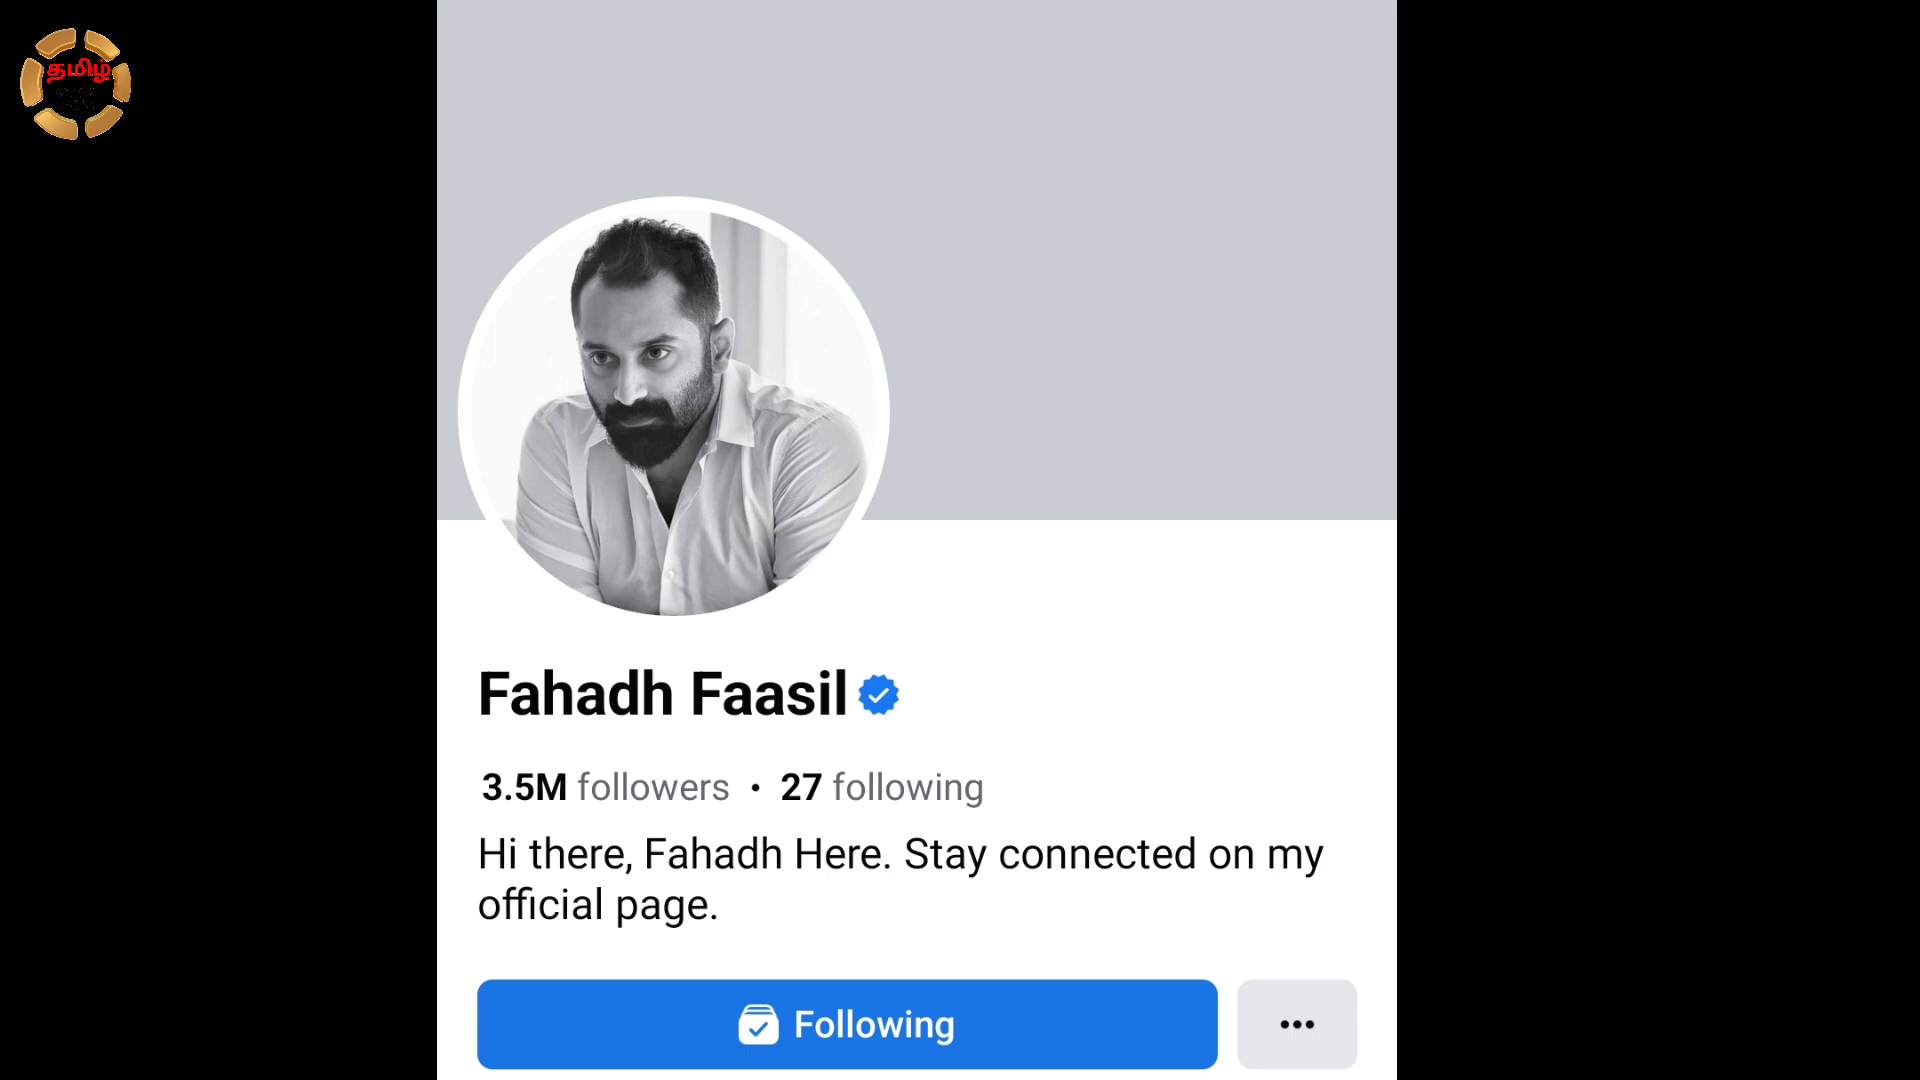 தமிழ்
Fahadh Faasil
3.5M followers • 27 following
Hi there, Fahadh Here. Stay connected on my
official page.
Following